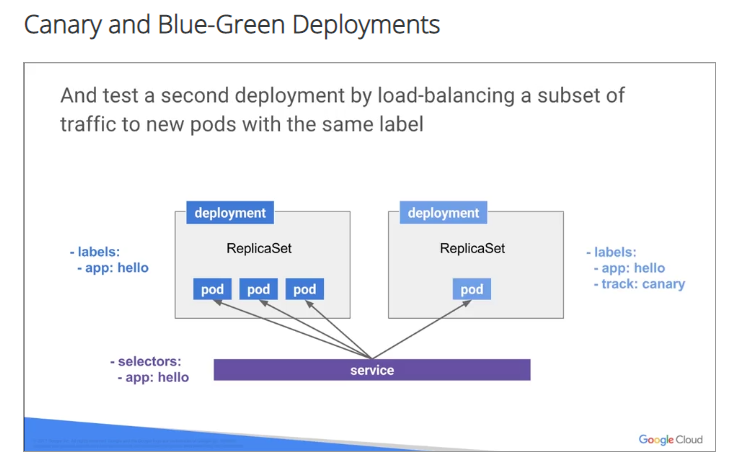 Canary and Blue-Green Deployments
And test a second deployment by load-balancing a subset of
traffic to new pods with the same label
deployment
deployment
ReplicaSet
ReplicaSet
- labels:
- app: hello
- labels:
- app: hello
- track: canary
pod
pod
pod
pod
- selectors:
- app: hello
service
Google Cloud